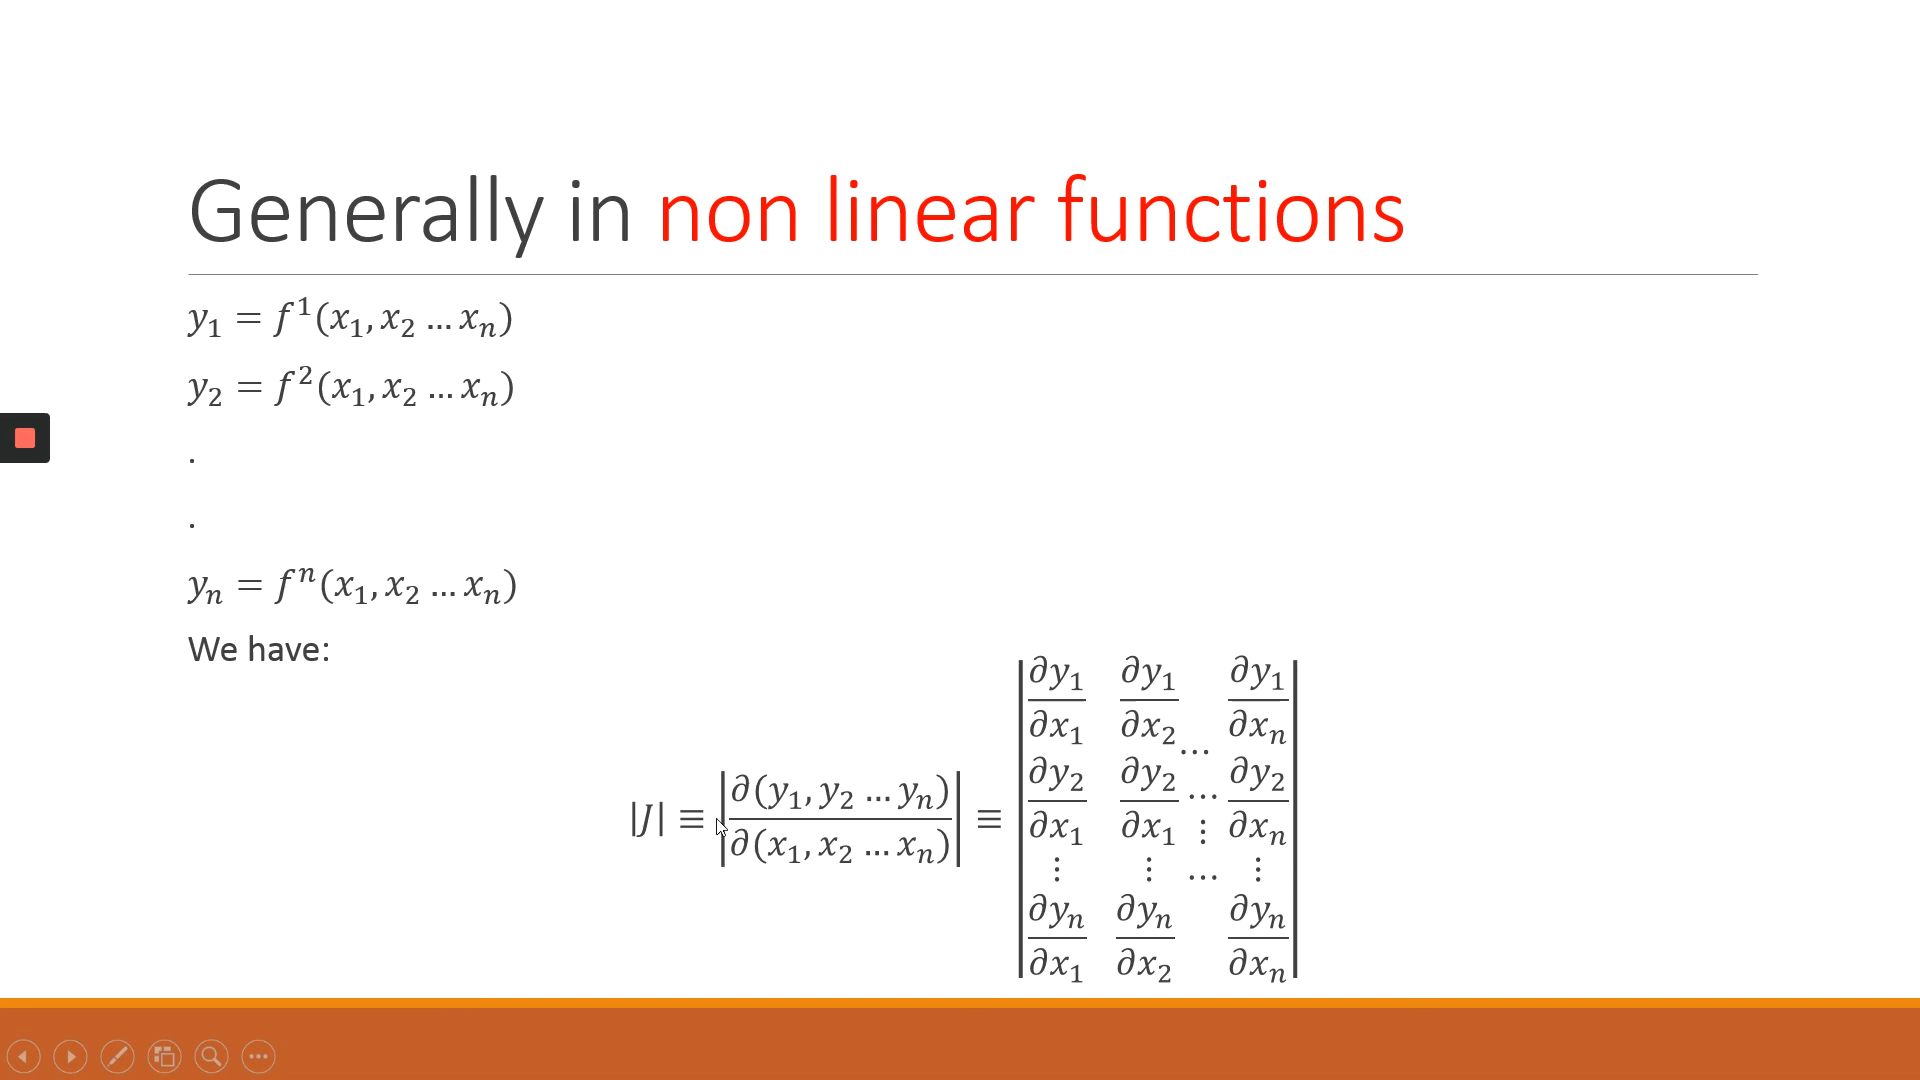 Generally in non linear functions
y₁ = f¹(x₁, x₂ … xₙ)
y₂ = f²(x₁, x₂ … xₙ)
.
.
yₙ = fⁿ(x₁, x₂ … xₙ)
We have:
|J| ≡ |∂(y₁, y₂ … yₙ) / ∂(x₁, x₂ … xₙ)| ≡
|∂y₁/∂x₁ ∂y₁/∂x₂ … ∂y₁/∂xₙ|
|∂y₂/∂x₁ ∂y₂/∂x₁ … ∂y₂/∂xₙ|
|⋮ ⋮ ⋮ … ⋮|
|∂yₙ/∂x₁ ∂yₙ/∂x₂ ∂yₙ/∂xₙ|